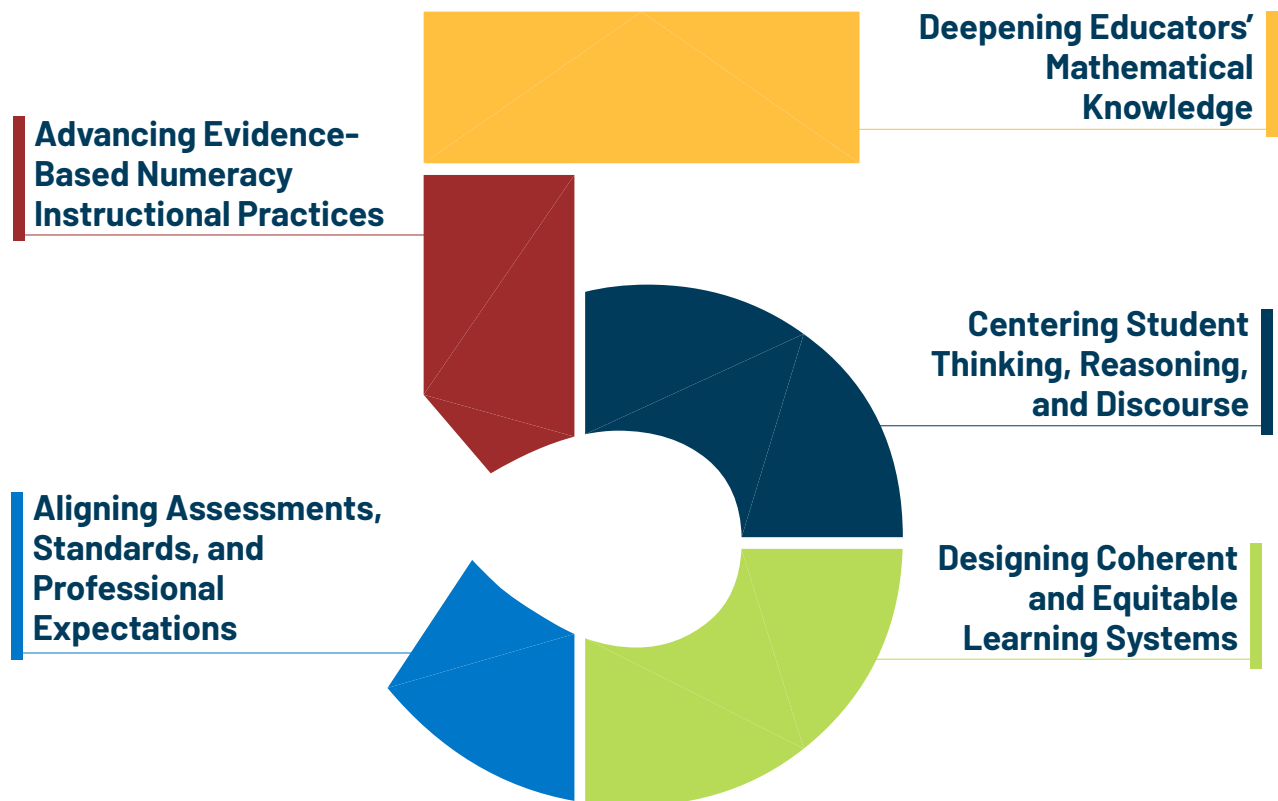 Deepening Educators’
Mathematical
Knowledge
Advancing Evidence-
Based Numeracy
Instructional Practices
Centering Student
Thinking, Reasoning,
and Discourse
Aligning Assessments,
Standards, and
Professional
Expectations
Designing Coherent
and Equitable
Learning Systems